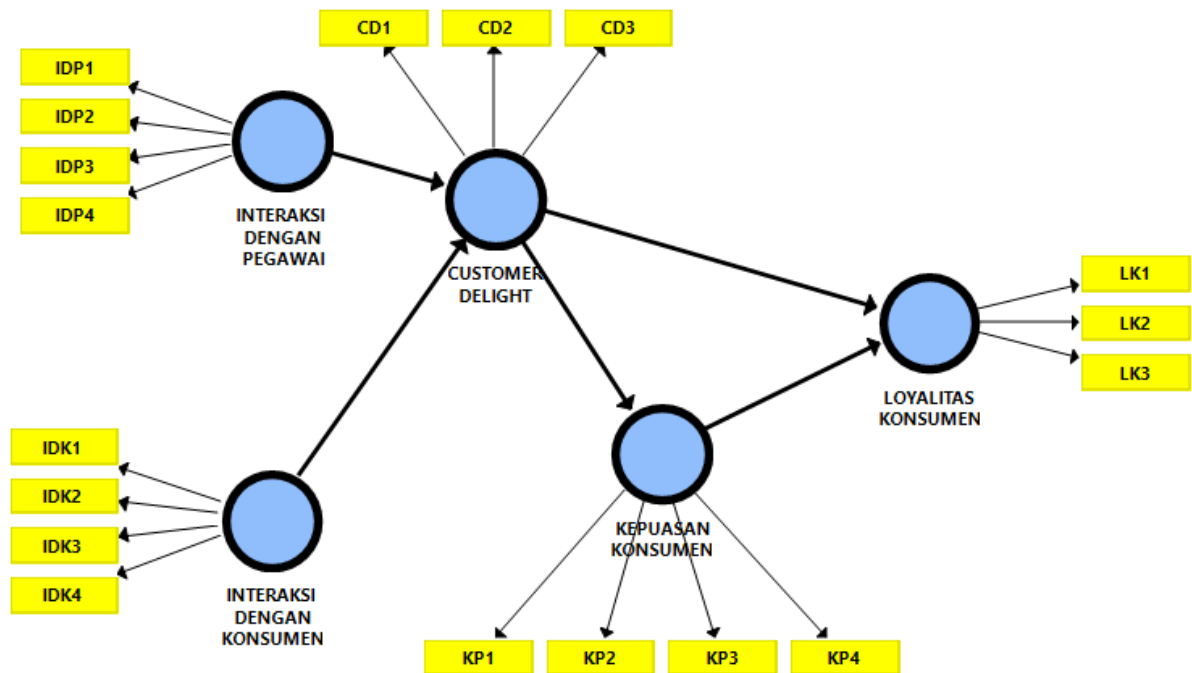 CD1
CD2
CD3
IDP1
IDP2
IDP3
IDP4
INTERAKSI
DENGAN
PEGAWAI
CUSTOMER
DELIGHT
LK1
LK2
LK3
LOYALITAS
KONSUMEN
IDK1
IDK2
IDK3
IDK4
INTERAKSI
DENGAN
KONSUMEN
KEPUASAN
KONSUMEN
KP1
KP2
KP3
KP4